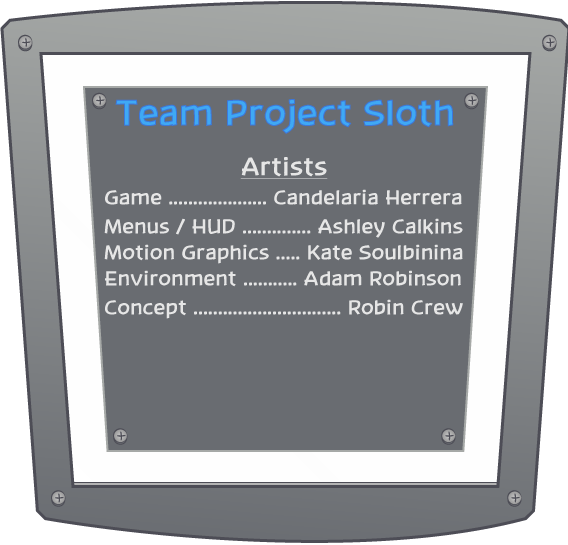 Team Project Sloth
Artists
Game .................... Candelaria Herrera
Menus / HUD .............. Ashley Calkins
Motion Graphics ..... Kate Soulbinina
Environment ........... Adam Robinson
Concept .............................. Robin Crew